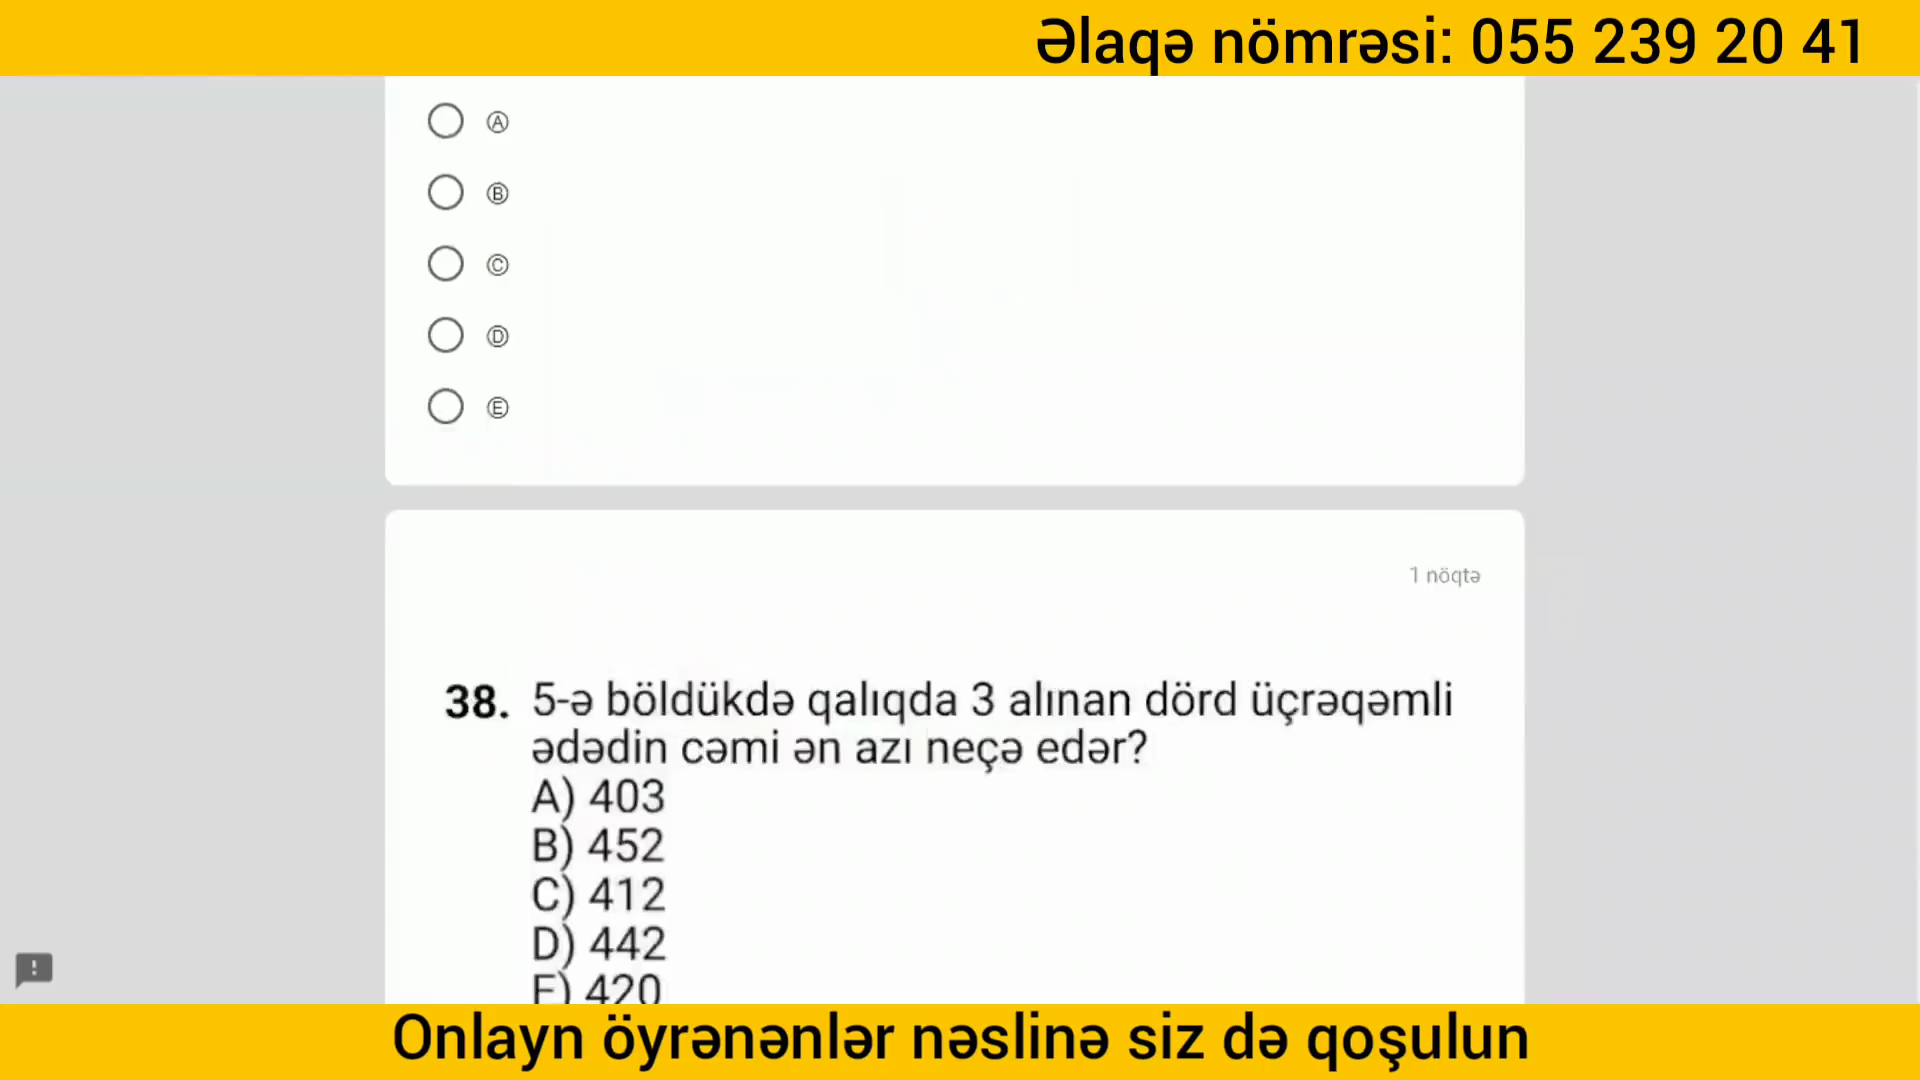 Əlaqə nömrəsi: 055 239 20 41
Ⓐ
Ⓑ
Ⓒ
Ⓓ
Ⓔ
1 nöqtə
38. 5-ə böldükdə qalıqda 3 alınan dörd üçrəqəmli
ədədin cəmi ən azı neçə edər?
A) 403
B) 452
C) 412
D) 442
E) 420
Onlayn öyrənənlər nəslinə siz də qoşulun